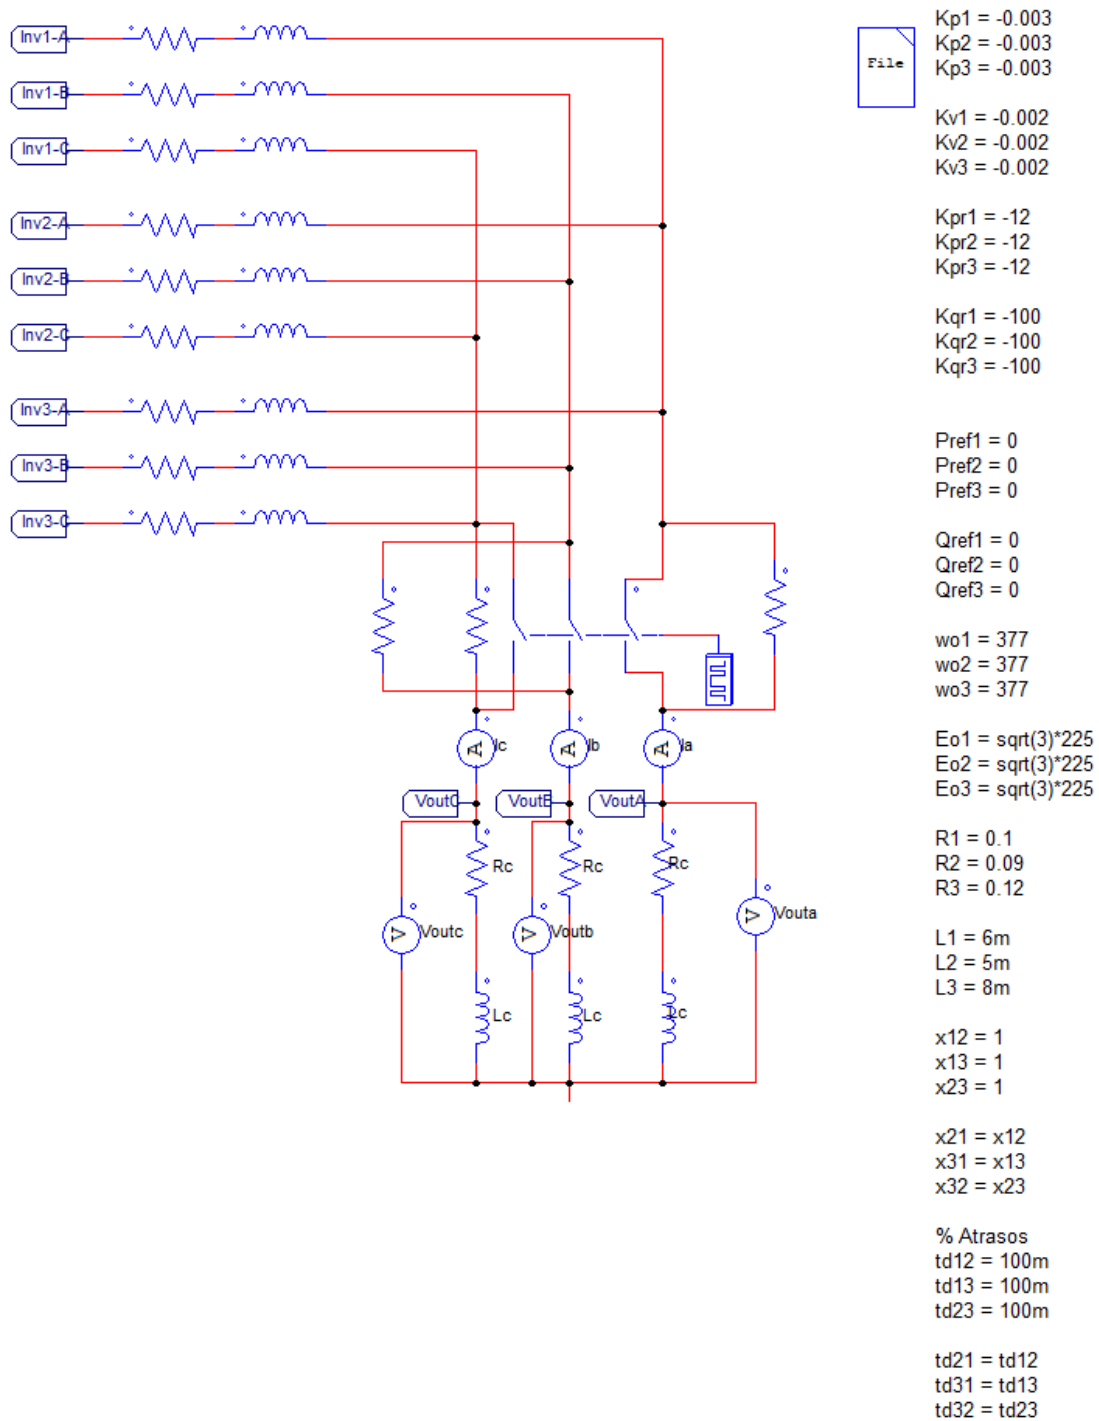 Inv1-A
Inv1-B
Inv1-C
Inv2-A
Inv2-B
Inv2-C
Inv3-A
Inv3-B
Inv3-C
A Ic
A Ib
A Ia
VoutC
VoutB
VoutA
Rc
Rc
Rc
V Voutc
V Voutb
V Vouta
Lc
Lc
Lc
File
Kp1 = -0.003
Kp2 = -0.003
Kp3 = -0.003
Kv1 = -0.002
Kv2 = -0.002
Kv3 = -0.002
Kpr1 = -12
Kpr2 = -12
Kpr3 = -12
Kqr1 = -100
Kqr2 = -100
Kqr3 = -100
Pref1 = 0
Pref2 = 0
Pref3 = 0
Qref1 = 0
Qref2 = 0
Qref3 = 0
wo1 = 377
wo2 = 377
wo3 = 377
Eo1 = sqrt(3)*225
Eo2 = sqrt(3)*225
Eo3 = sqrt(3)*225
R1 = 0.1
R2 = 0.09
R3 = 0.12
L1 = 6m
L2 = 5m
L3 = 8m
x12 = 1
x13 = 1
x23 = 1
x21 = x12
x31 = x13
x32 = x23
% Atrasos
td12 = 100m
td13 = 100m
td23 = 100m
td21 = td12
td31 = td13
td32 = td23